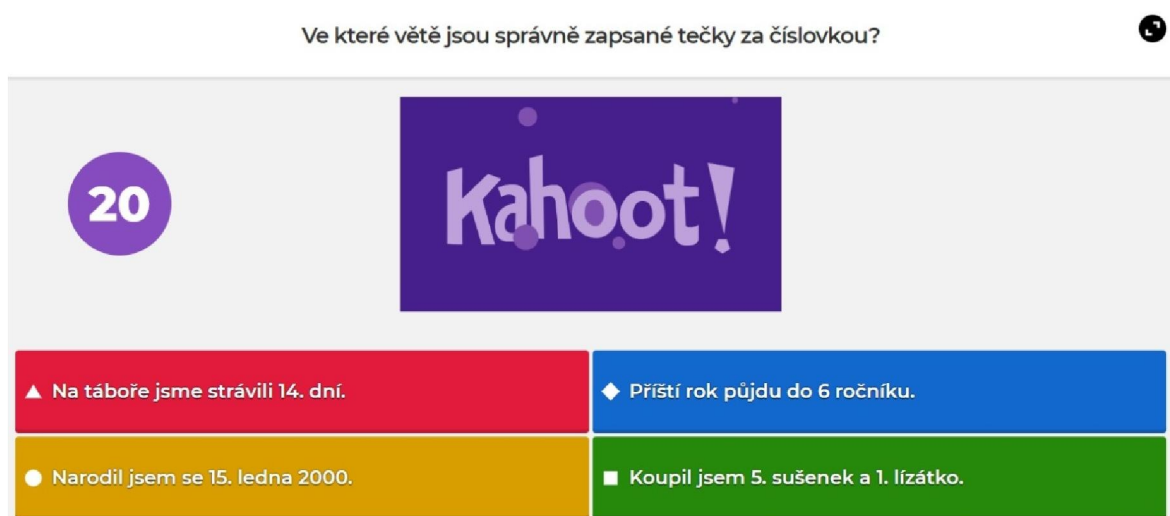 Ve které větě jsou správně zapsané tečky za číslovkou?
20
Kahoot!
Na táboře jsme strávili 14. dní.
Příští rok půjdu do 6 ročníku.
Narodil jsem se 15. ledna 2000.
Koupil jsem 5. sušenek a 1. lízátko.